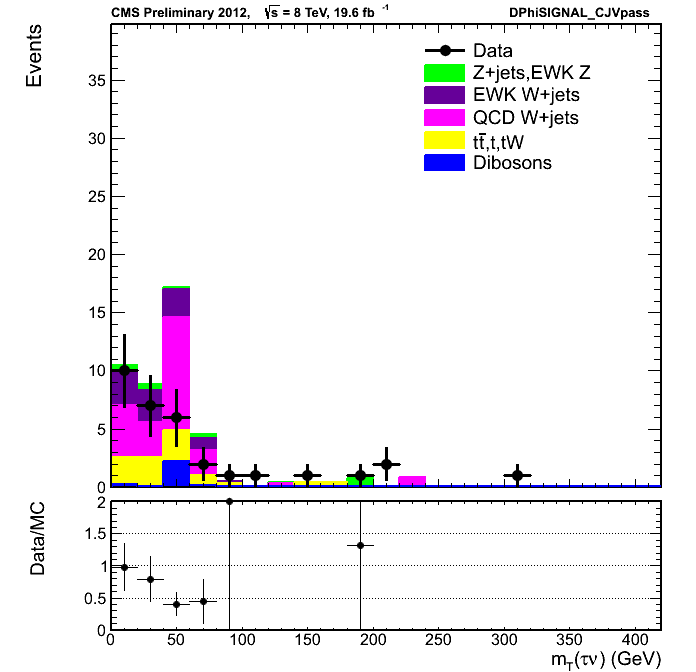 CMS Preliminary 2012, √s = 8 TeV, 19.6 fb⁻¹ DPhiSIGNAL_CJVpass
Events
35
30
25
20
15
10
5
0
Data
Z+jets,EWK Z
EWK W+jets
QCD W+jets
tt̅,t,tW
Dibosons
Data/MC
2
1.5
1
0.5
0
0 50 100 150 200 250 300 350 400
m_T(τν) (GeV)